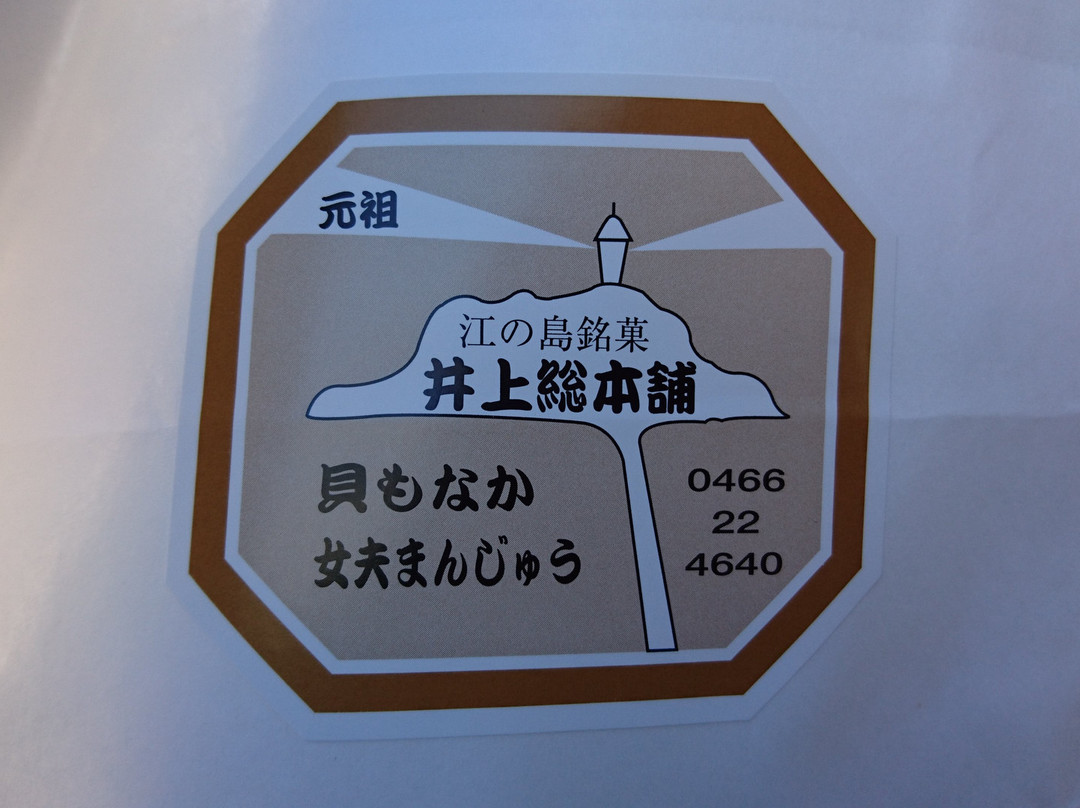 元祖
江の島銘菓
井上総本舗
貝もなか
女夫まんじゅう
0466
22
4640